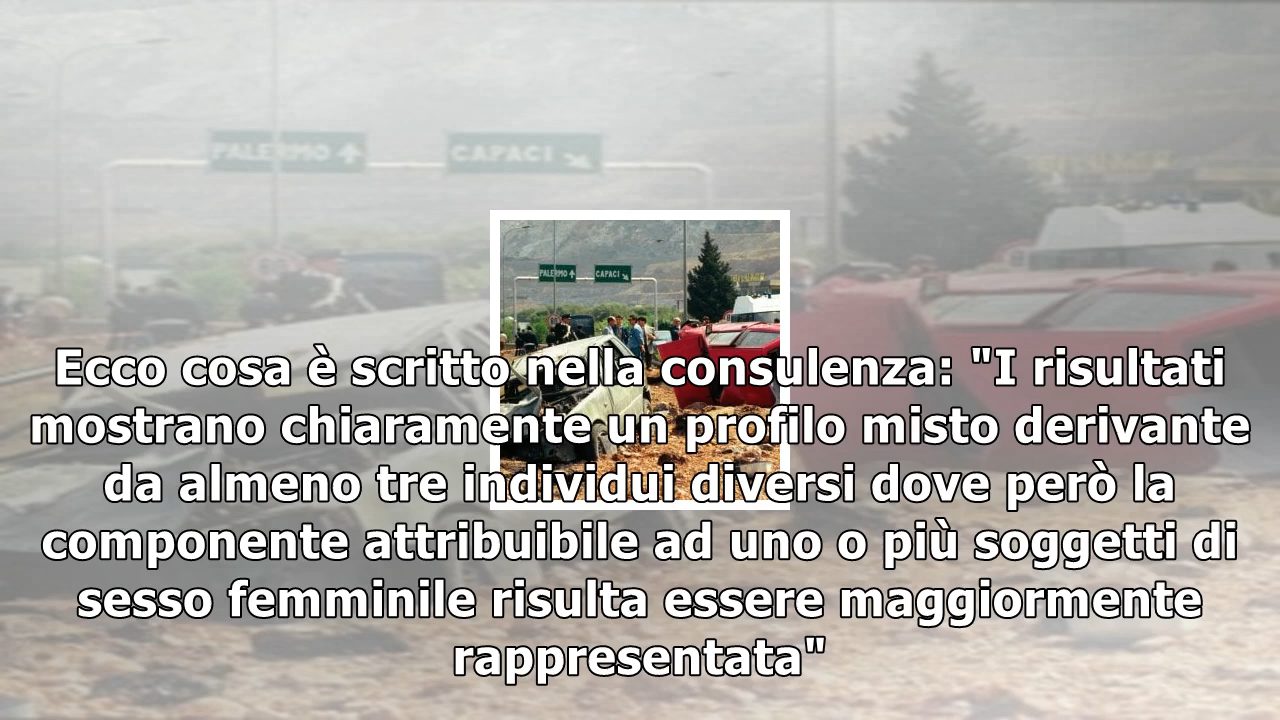 PALERMO
CAPACI
PALERMO
CAPACI
Ecco cosa è scritto nella consulenza: "I risultati
mostrano chiaramente un profilo misto derivante
da almeno tre individui diversi dove però la
componente attribuibile ad uno o più soggetti di
sesso femminile risulta essere maggiormente
rappresentata"